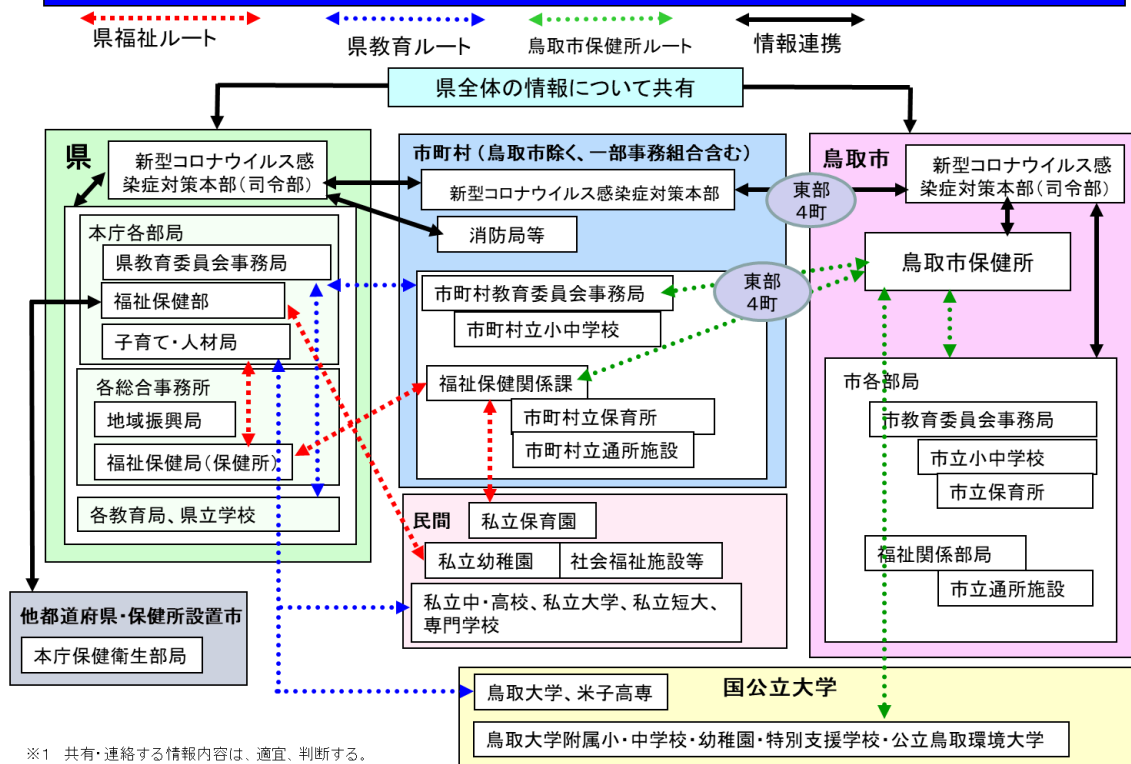 県福祉ルート
県教育ルート
鳥取市保健所ルート
情報連携
県全体の情報について共有
県
新型コロナウイルス感
染症対策本部(司令部)
本庁各部局
県教育委員会事務局
福祉保健部
子育て・人材局
各総合事務所
地域振興局
福祉保健局(保健所)
各教育局、県立学校
他都道府県・保健所設置市
本庁保健衛生部局
市町村(鳥取市除く、一部事務組合含む)
新型コロナウイルス感染症対策本部
消防局等
東部
4町
市町村教育委員会事務局
市町村立小中学校
東部
4町
福祉保健関係課
市町村立保育所
市町村立通所施設
民間
私立保育園
私立幼稚園
社会福祉施設等
私立中・高校、私立大学、私立短大、
専門学校
鳥取市
新型コロナウイルス感
染症対策本部(司令部)
鳥取市保健所
市各部局
市教育委員会事務局
市立小中学校
市立保育所
福祉関係部局
市立通所施設
国公立大学
鳥取大学、米子高専
鳥取大学附属小・中学校・幼稚園・特別支援学校・公立鳥取環境大学
※1 共有・連絡する情報内容は、適宜、判断する。